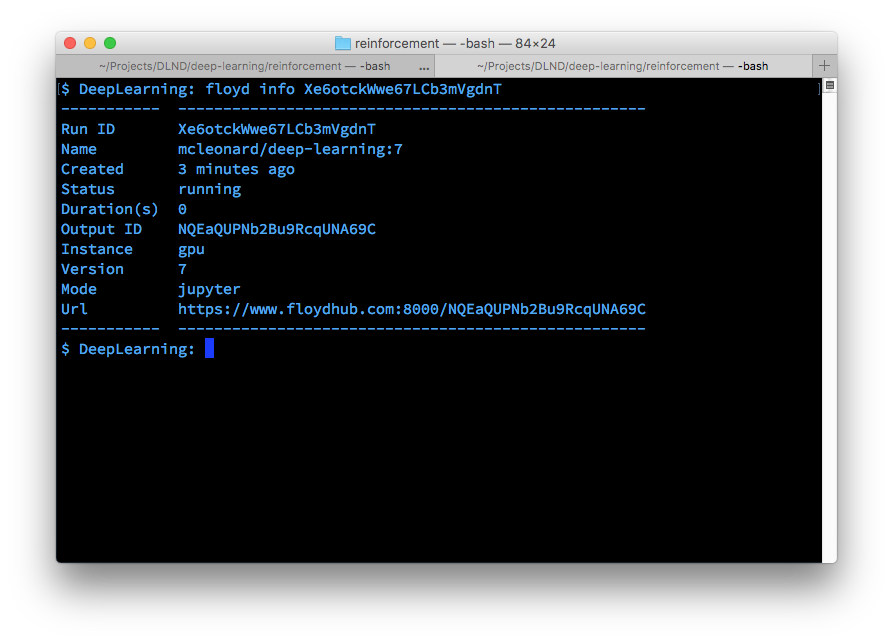 reinforcement — -bash — 84×24
~/Projects/DLND/deep-learning/reinforcement — -bash ... ~/Projects/DLND/deep-learning/reinforcement — -bash +
[$ DeepLearning: floyd info Xe6otckWwe67LCb3mVgdnT ]
----------- ----------------------------------------------------
Run ID Xe6otckWwe67LCb3mVgdnT
Name mcleonard/deep-learning:7
Created 3 minutes ago
Status running
Duration(s) 0
Output ID NQEaQUPNb2Bu9RcqUNA69C
Instance gpu
Version 7
Mode jupyter
Url https://www.floydhub.com:8000/NQEaQUPNb2Bu9RcqUNA69C
----------- ----------------------------------------------------
$ DeepLearning: